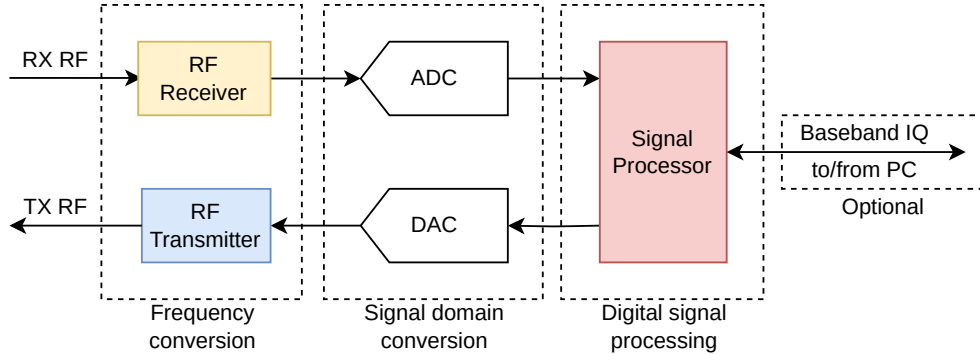 RX RF
RF
Receiver
ADC
Signal
Processor
Baseband IQ
to/from PC
Optional
TX RF
RF
Transmitter
DAC
Frequency
conversion
Signal domain
conversion
Digital signal
processing